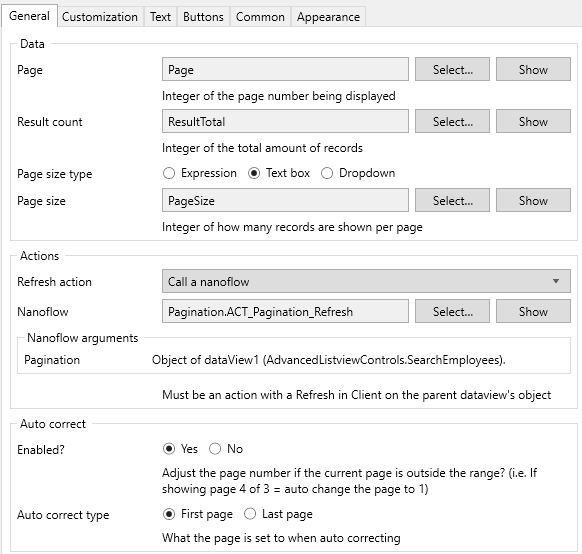 General Customization Text Buttons Common Appearance
Data
Page Page Select... Show
Integer of the page number being displayed
Result count ResultTotal Select... Show
Integer of the total amount of records
Page size type Expression Text box Dropdown
Page size PageSize Select... Show
Integer of how many records are shown per page
Actions
Refresh action Call a nanoflow
Nanoflow Pagination.ACT_Pagination_Refresh Select... Show
Nanoflow arguments
Pagination Object of dataView1 (AdvancedListviewControls.SearchEmployees).
Must be an action with a Refresh in Client on the parent dataview's object
Auto correct
Enabled? Yes No
Adjust the page number if the current page is outside the range? (i.e. If
showing page 4 of 3 = auto change the page to 1)
Auto correct type First page Last page
What the page is set to when auto correcting